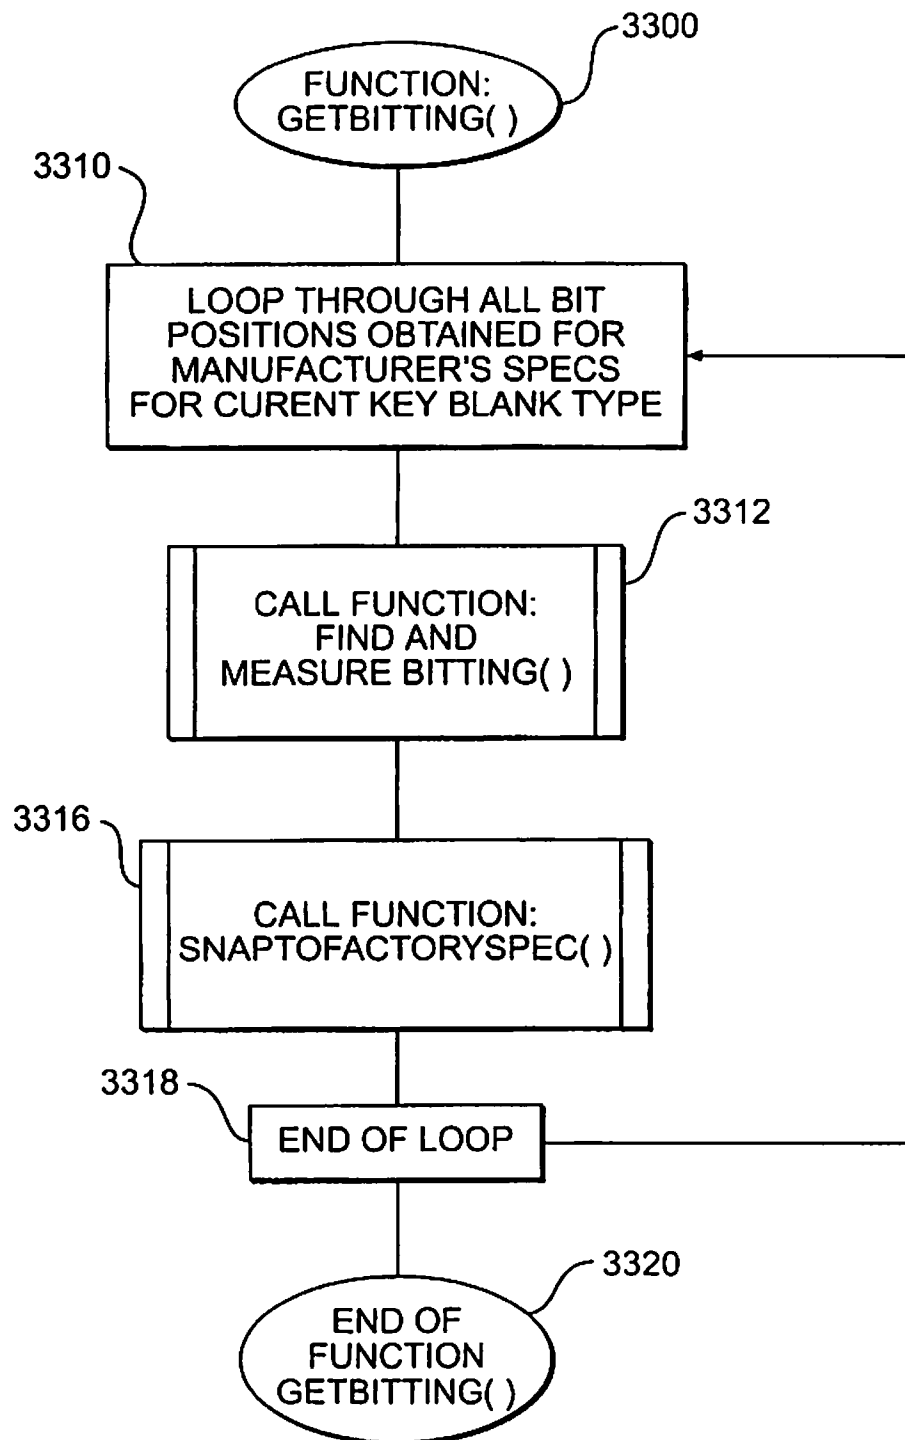 3300
FUNCTION:
GETBITTING( )
3310
LOOP THROUGH ALL BIT
POSITIONS OBTAINED FOR
MANUFACTURER'S SPECS
FOR CURENT KEY BLANK TYPE
3312
CALL FUNCTION:
FIND AND
MEASURE BITTING( )
3316
CALL FUNCTION:
SNAPTOFACTORYSPEC( )
3318
END OF LOOP
3320
END OF
FUNCTION
GETBITTING( )